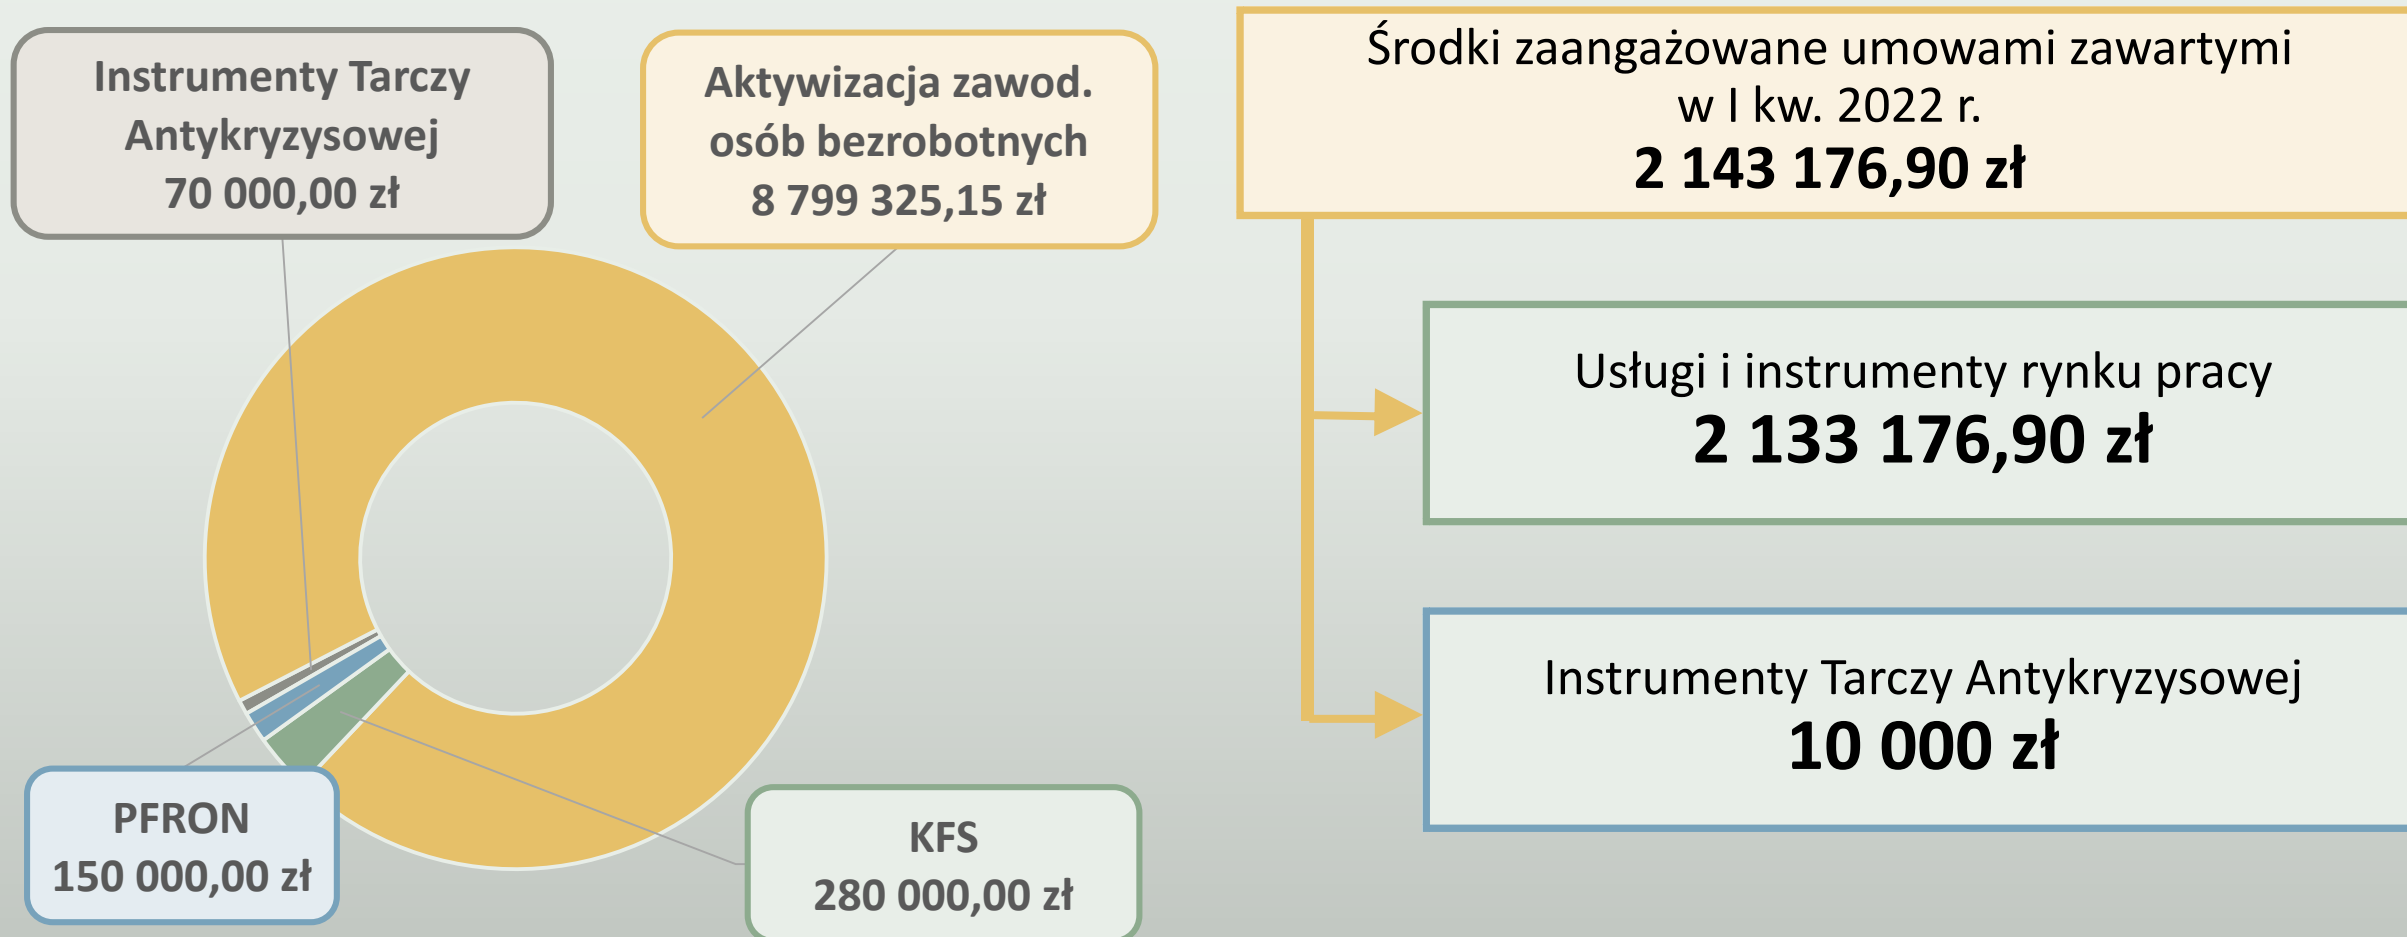 Instrumenty Tarczy
Antykryzysowej
70 000,00 zł
Aktywizacja zawod.
osób bezrobotnych
8 799 325,15 zł
PFRON
150 000,00 zł
KFS
280 000,00 zł
Środki zaangażowane umowami zawartymi
w I kw. 2022 r.
2 143 176,90 zł
Usługi i instrumenty rynku pracy
2 133 176,90 zł
Instrumenty Tarczy Antykryzysowej
10 000 zł